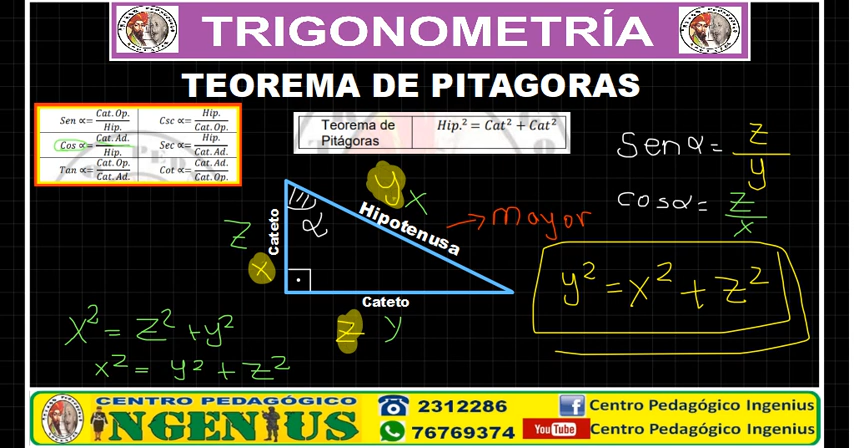 TRIGONOMETRÍA
TEOREMA DE PITAGORAS
Sen ∝= Cat.Op./Hip. Csc ∝= Hip./Cat.Op.
Cos ∝= Cat.Ad./Hip. Sec ∝= Hip./Cat.Ad.
Tan ∝= Cat.Op./Cat.Ad. Cot ∝= Cat.Ad./Cat.Op.
Teorema de Pitágoras Hip.² = Cat² + Cat²
Sen α = z/y
cos α = z/x
y x
Hipotenusa → mayor
α
z Cateto
x
Cateto
z y
y² = x² + z²
x² = z² + y²
x² = y² + z²
CENTRO PEDAGÓGICO
INGENIUS
2312286
76769374
f Centro Pedagógico Ingenius
YouTube Centro Pedagógico Ingenius